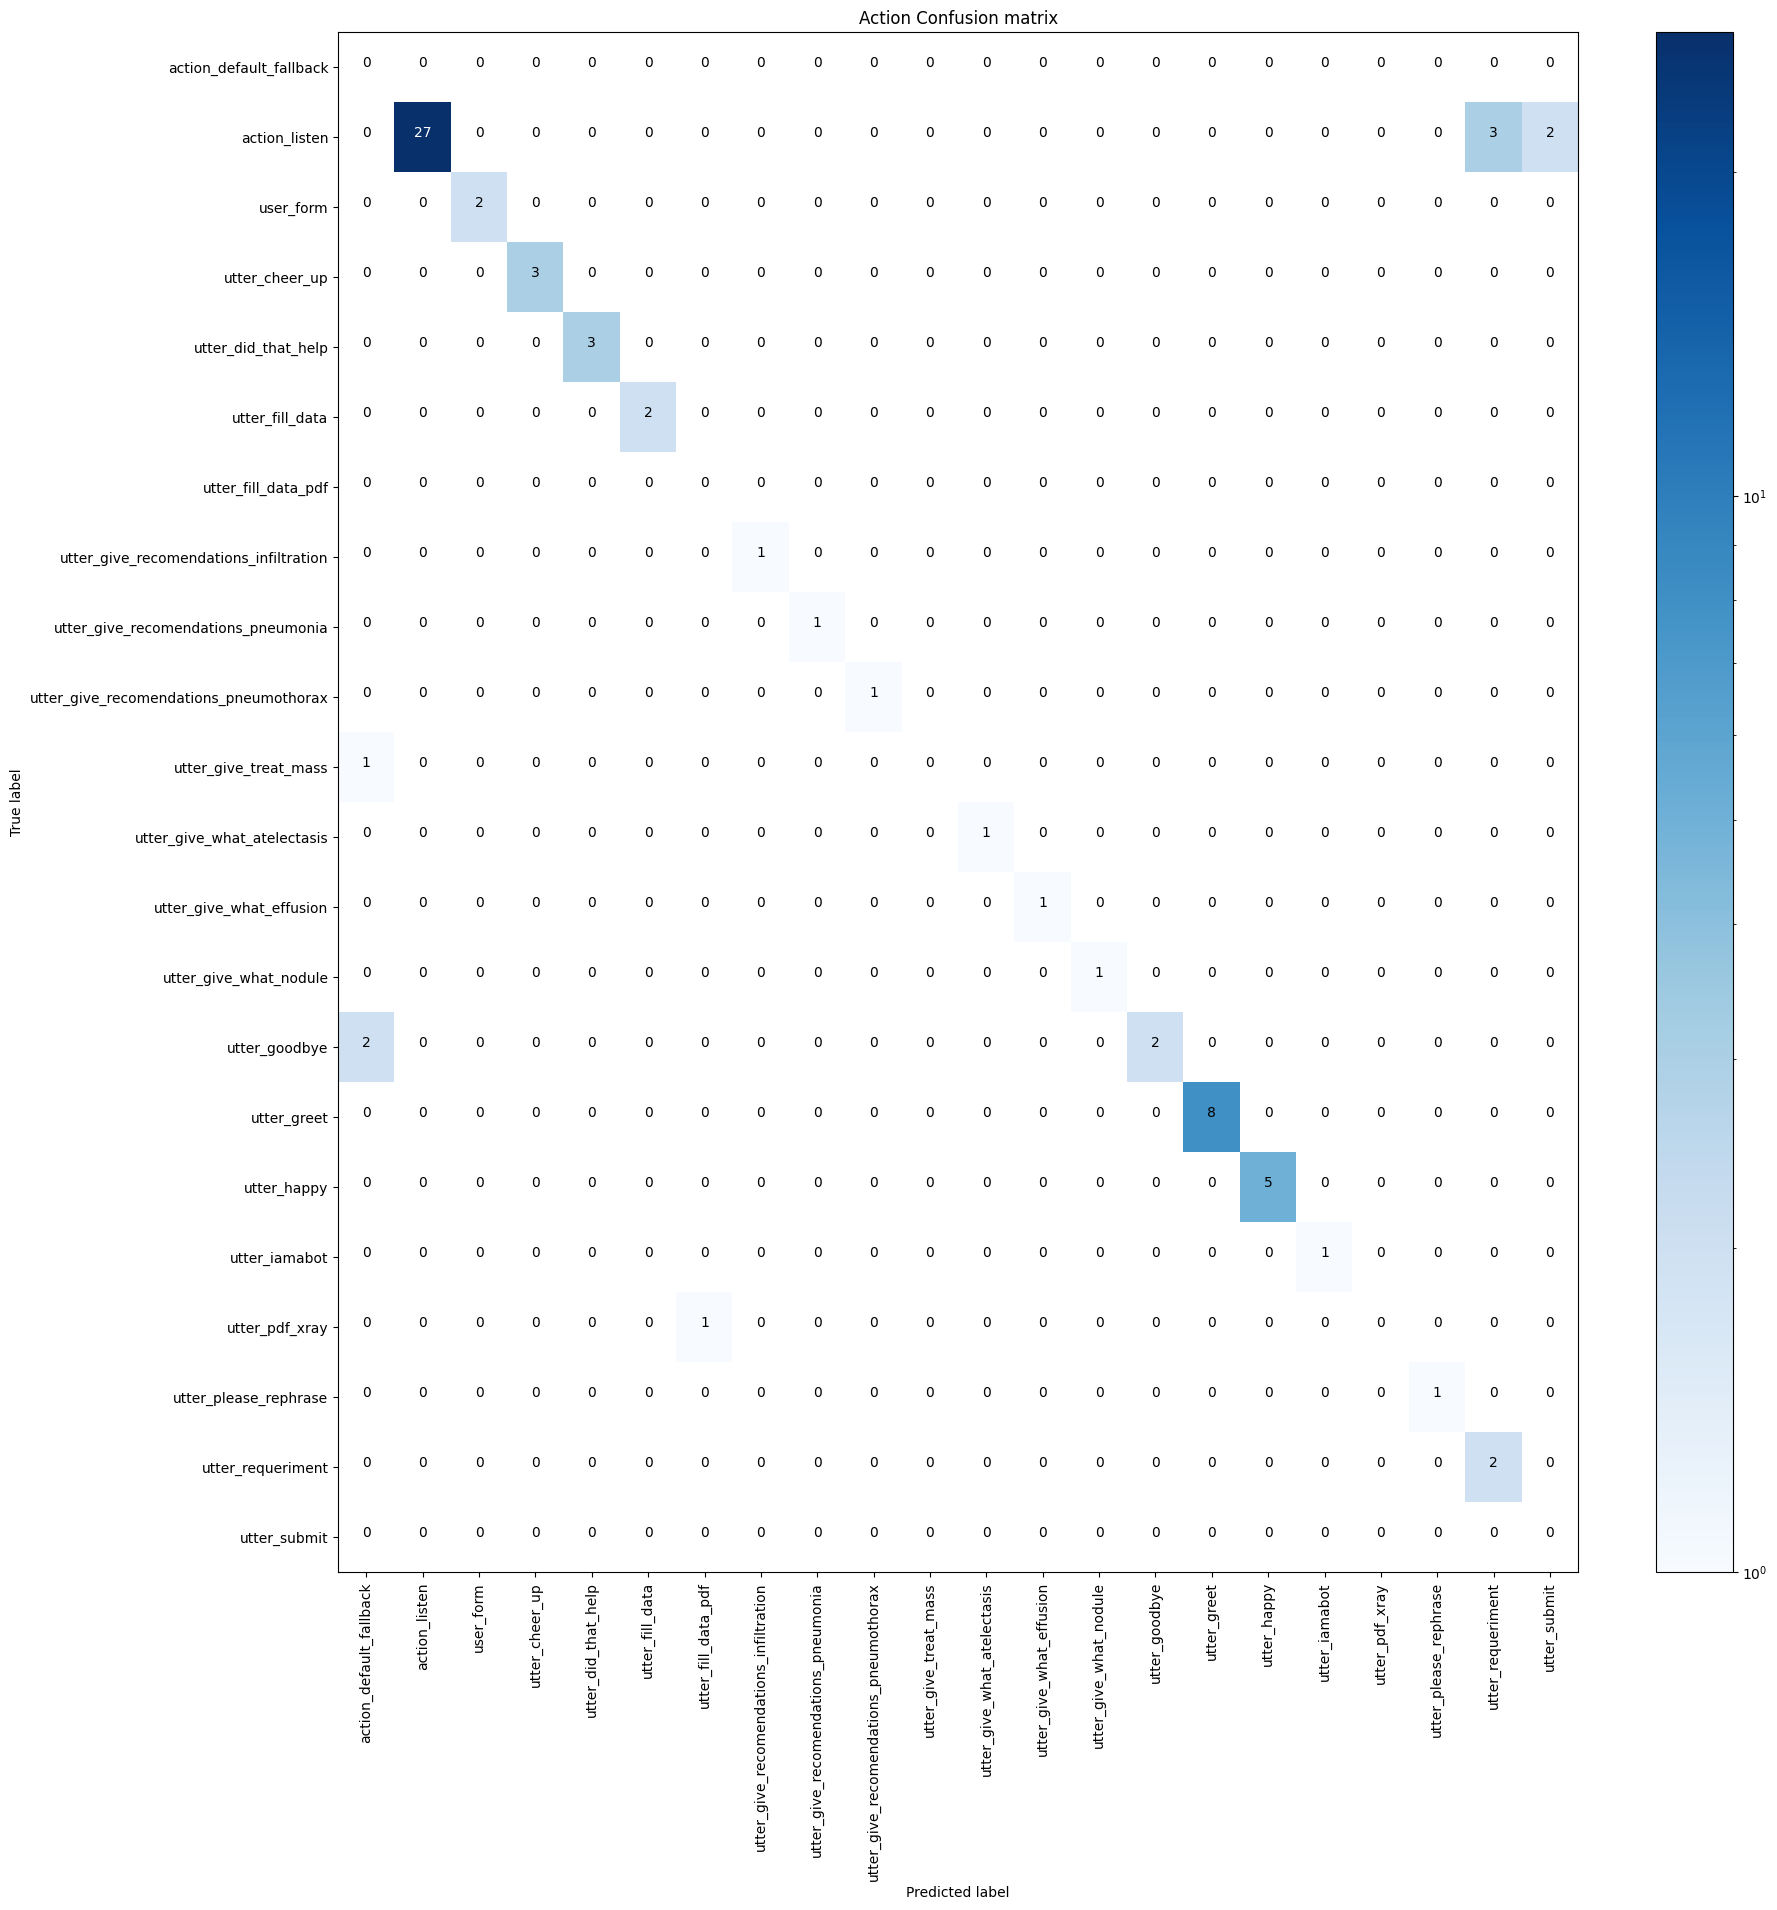 Action Confusion matrix
True label
action_default_fallback 0 0 0 0 0 0 0 0 0 0 0 0 0 0 0 0 0 0 0 0 0 0
action_listen 0 27 0 0 0 0 0 0 0 0 0 0 0 0 0 0 0 0 0 0 3 2
user_form 0 0 2 0 0 0 0 0 0 0 0 0 0 0 0 0 0 0 0 0 0 0
utter_cheer_up 0 0 0 3 0 0 0 0 0 0 0 0 0 0 0 0 0 0 0 0 0 0
utter_did_that_help 0 0 0 0 3 0 0 0 0 0 0 0 0 0 0 0 0 0 0 0 0 0
utter_fill_data 0 0 0 0 0 2 0 0 0 0 0 0 0 0 0 0 0 0 0 0 0 0
utter_fill_data_pdf 0 0 0 0 0 0 0 0 0 0 0 0 0 0 0 0 0 0 0 0 0 0
utter_give_recomendations_infiltration 0 0 0 0 0 0 0 1 0 0 0 0 0 0 0 0 0 0 0 0 0 0
utter_give_recomendations_pneumonia 0 0 0 0 0 0 0 0 1 0 0 0 0 0 0 0 0 0 0 0 0 0
utter_give_recomendations_pneumothorax 0 0 0 0 0 0 0 0 0 1 0 0 0 0 0 0 0 0 0 0 0 0
utter_give_treat_mass 1 0 0 0 0 0 0 0 0 0 0 0 0 0 0 0 0 0 0 0 0 0
utter_give_what_atelectasis 0 0 0 0 0 0 0 0 0 0 0 1 0 0 0 0 0 0 0 0 0 0
utter_give_what_effusion 0 0 0 0 0 0 0 0 0 0 0 0 1 0 0 0 0 0 0 0 0 0
utter_give_what_nodule 0 0 0 0 0 0 0 0 0 0 0 0 0 1 0 0 0 0 0 0 0 0
utter_goodbye 2 0 0 0 0 0 0 0 0 0 0 0 0 0 2 0 0 0 0 0 0 0
utter_greet 0 0 0 0 0 0 0 0 0 0 0 0 0 0 0 8 0 0 0 0 0 0
utter_happy 0 0 0 0 0 0 0 0 0 0 0 0 0 0 0 0 5 0 0 0 0 0
utter_iamabot 0 0 0 0 0 0 0 0 0 0 0 0 0 0 0 0 0 1 0 0 0 0
utter_pdf_xray 0 0 0 0 0 0 1 0 0 0 0 0 0 0 0 0 0 0 0 0 0 0
utter_please_rephrase 0 0 0 0 0 0 0 0 0 0 0 0 0 0 0 0 0 0 0 1 0 0
utter_requeriment 0 0 0 0 0 0 0 0 0 0 0 0 0 0 0 0 0 0 0 0 2 0
utter_submit 0 0 0 0 0 0 0 0 0 0 0 0 0 0 0 0 0 0 0 0 0 0
action_default_fallback
action_listen
user_form
utter_cheer_up
utter_did_that_help
utter_fill_data
utter_fill_data_pdf
utter_give_recomendations_infiltration
utter_give_recomendations_pneumonia
utter_give_recomendations_pneumothorax
utter_give_treat_mass
utter_give_what_atelectasis
utter_give_what_effusion
utter_give_what_nodule
utter_goodbye
utter_greet
utter_happy
utter_iamabot
utter_pdf_xray
utter_please_rephrase
utter_requeriment
utter_submit
Predicted label
10¹
10⁰